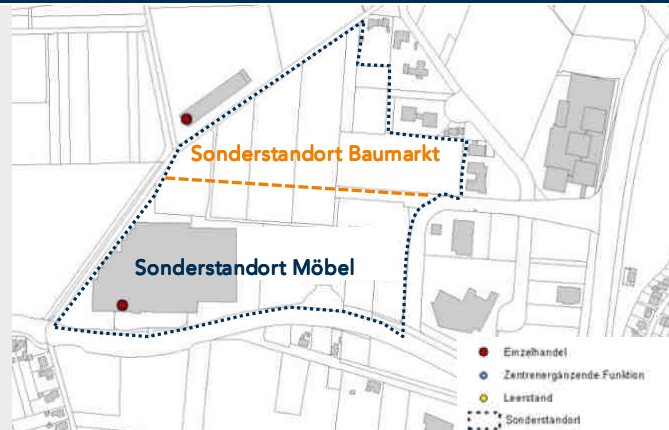 Sonderstandort Baumarkt
Sonderstandort Möbel
Einzelhandel
Zentrenergänzende Funktion
Leerstand
Sonderstandort